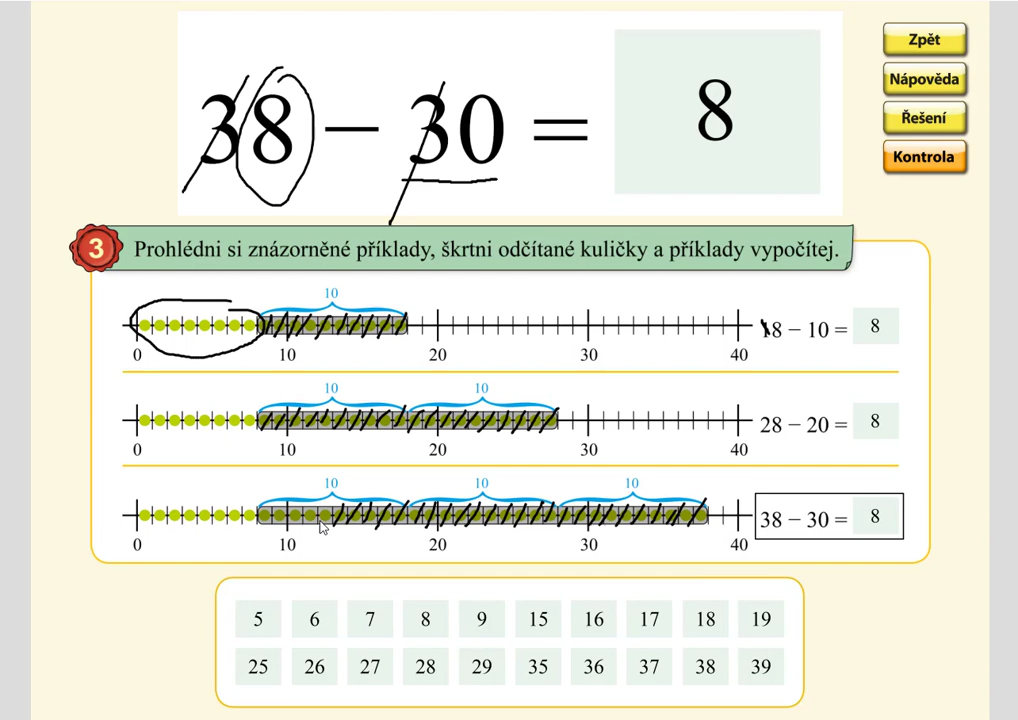 38 − 30 = 8
Zpět
Nápověda
Řešení
Kontrola
3 Prohlédni si znázorněné příklady, škrtni odčítané kuličky a příklady vypočítej.
10
0 10 20 30 40
18 − 10 = 8
10 10
0 10 20 30 40
28 − 20 = 8
10 10 10
0 10 20 30 40
38 − 30 = 8
5 6 7 8 9 15 16 17 18 19
25 26 27 28 29 35 36 37 38 39